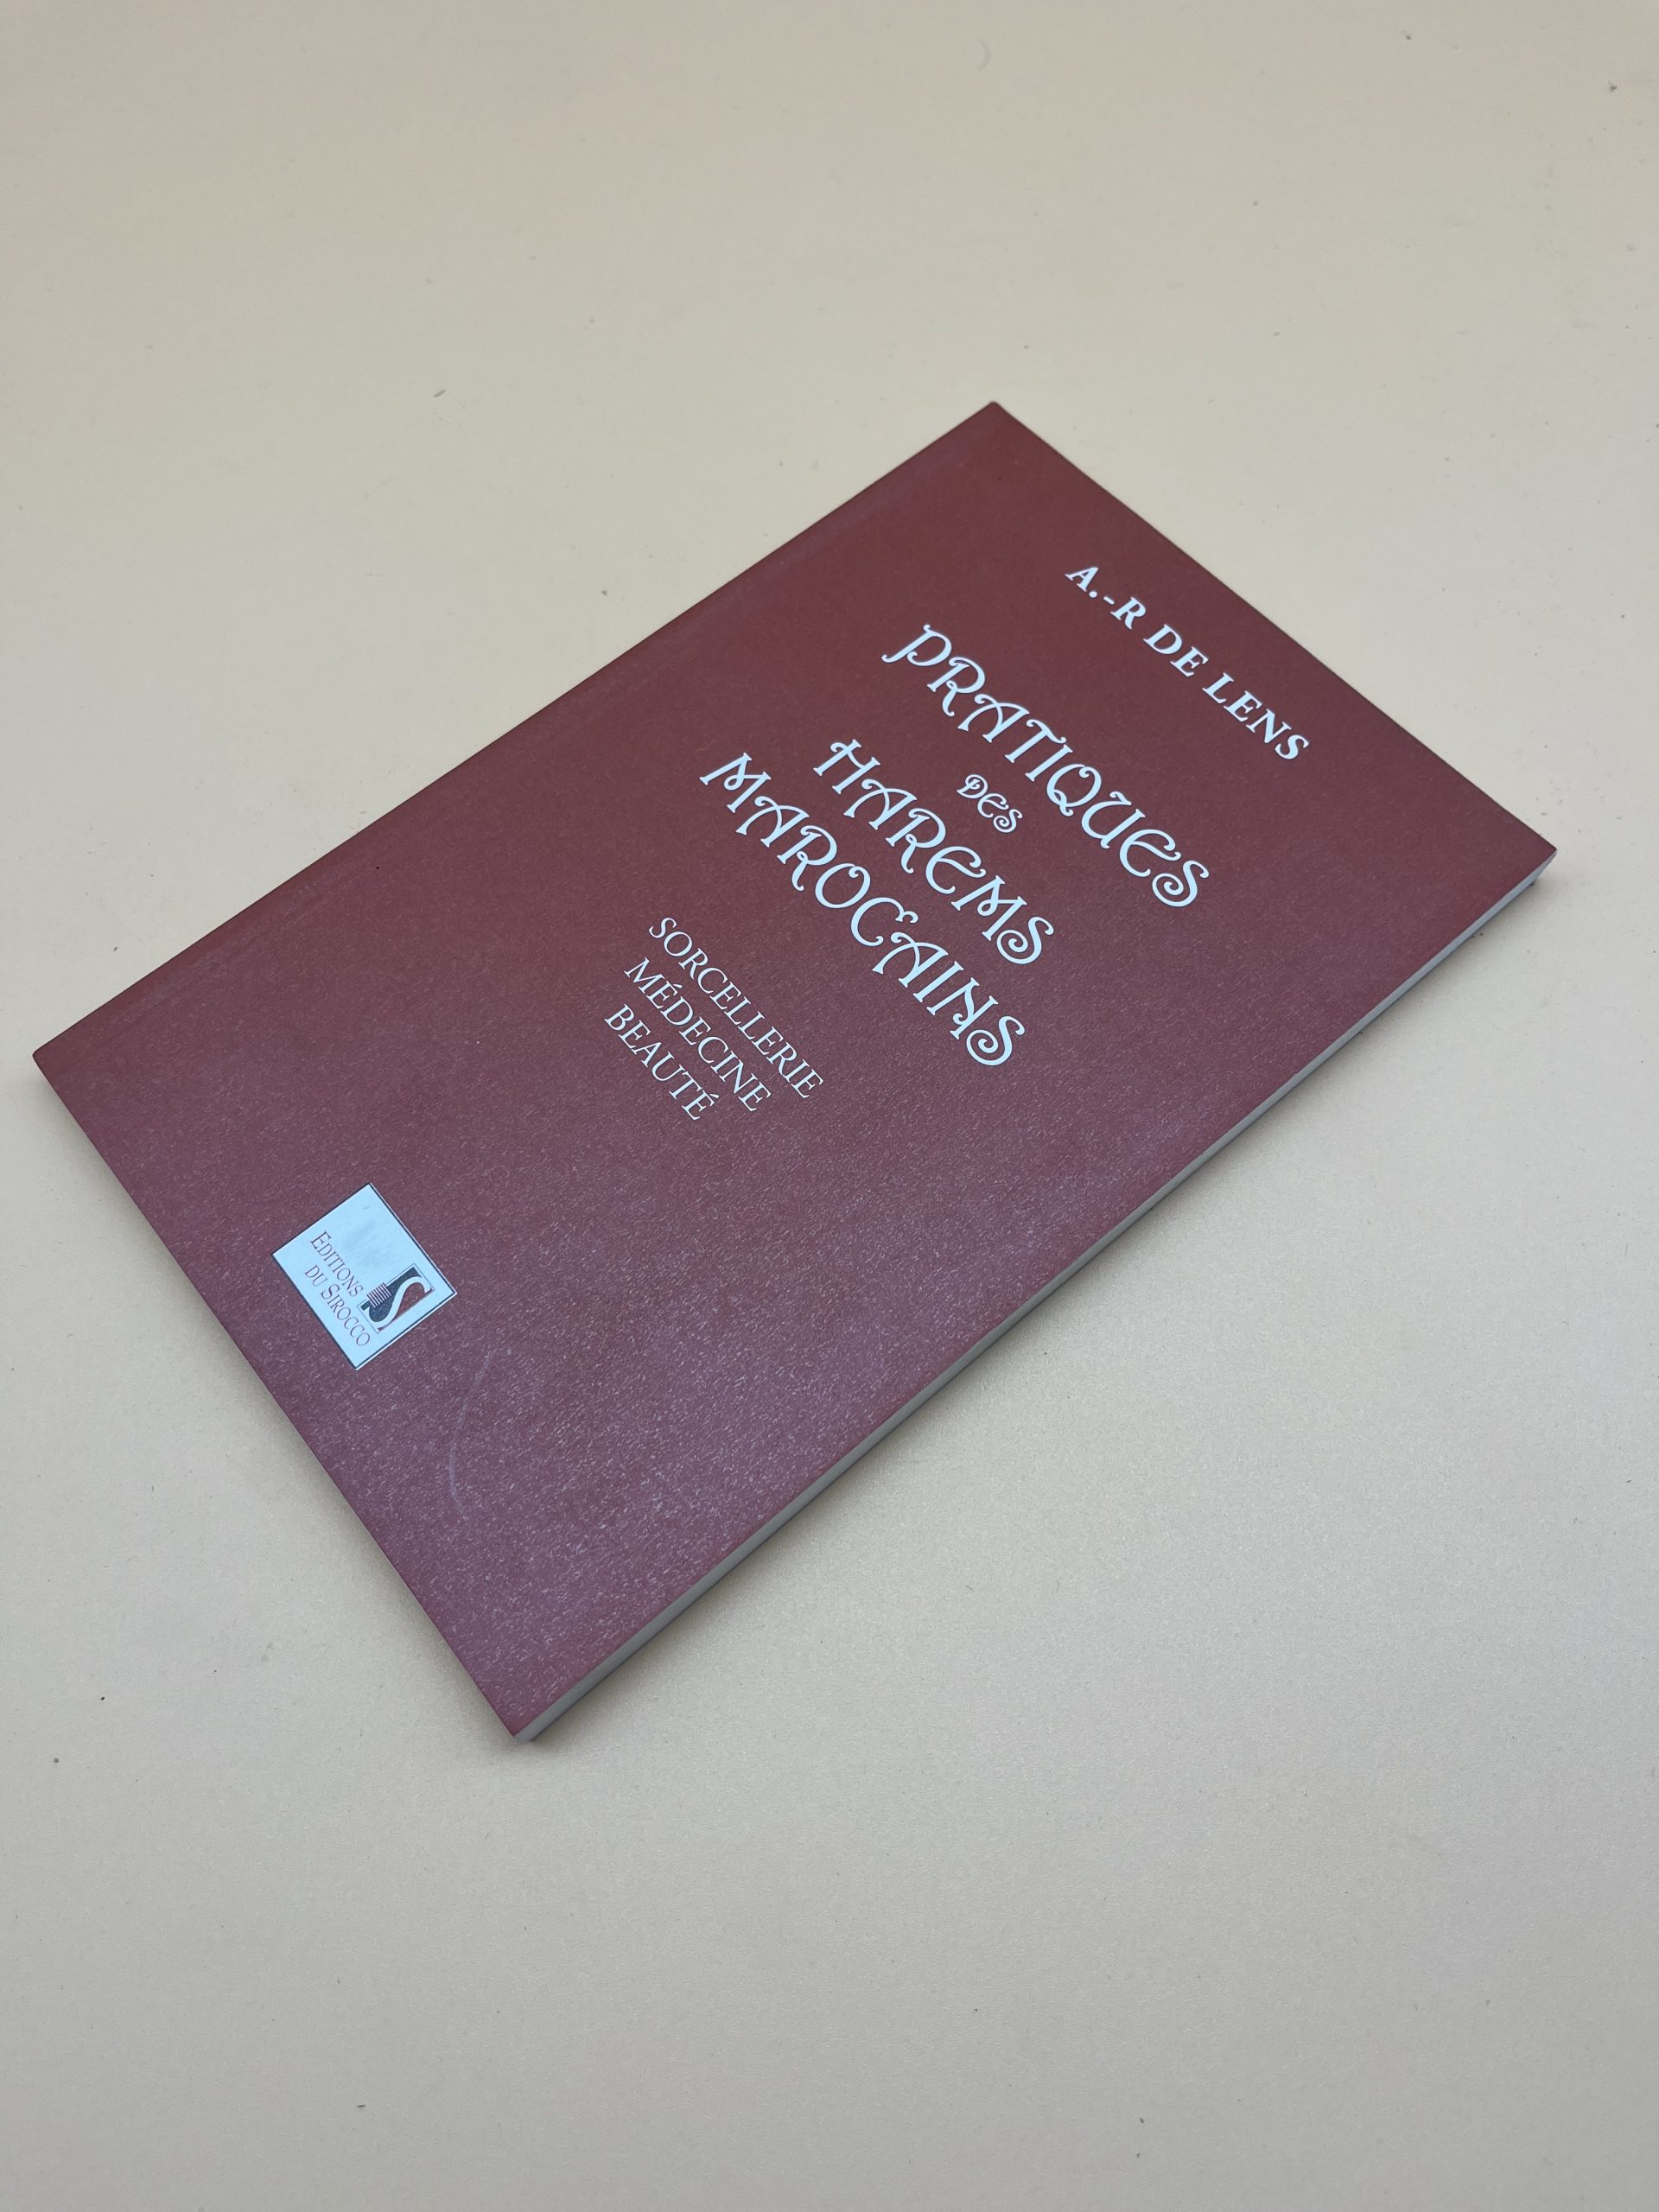 A.-R DE LENS
PRATIQUES
DES
HAREMS
MAROCAINS
SORCELLERIE
MÉDECINE
BEAUTÉ
S
EDITIONS
DU SIROCCO